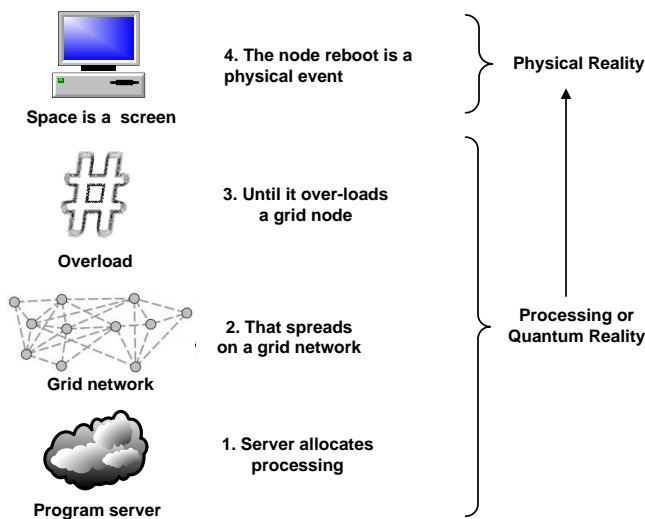 4. The node reboot is a
physical event
Physical Reality
Space is a screen
3. Until it over-loads
a grid node
Overload
2. That spreads
on a grid network
Processing or
Quantum Reality
Grid network
1. Server allocates
processing
Program server